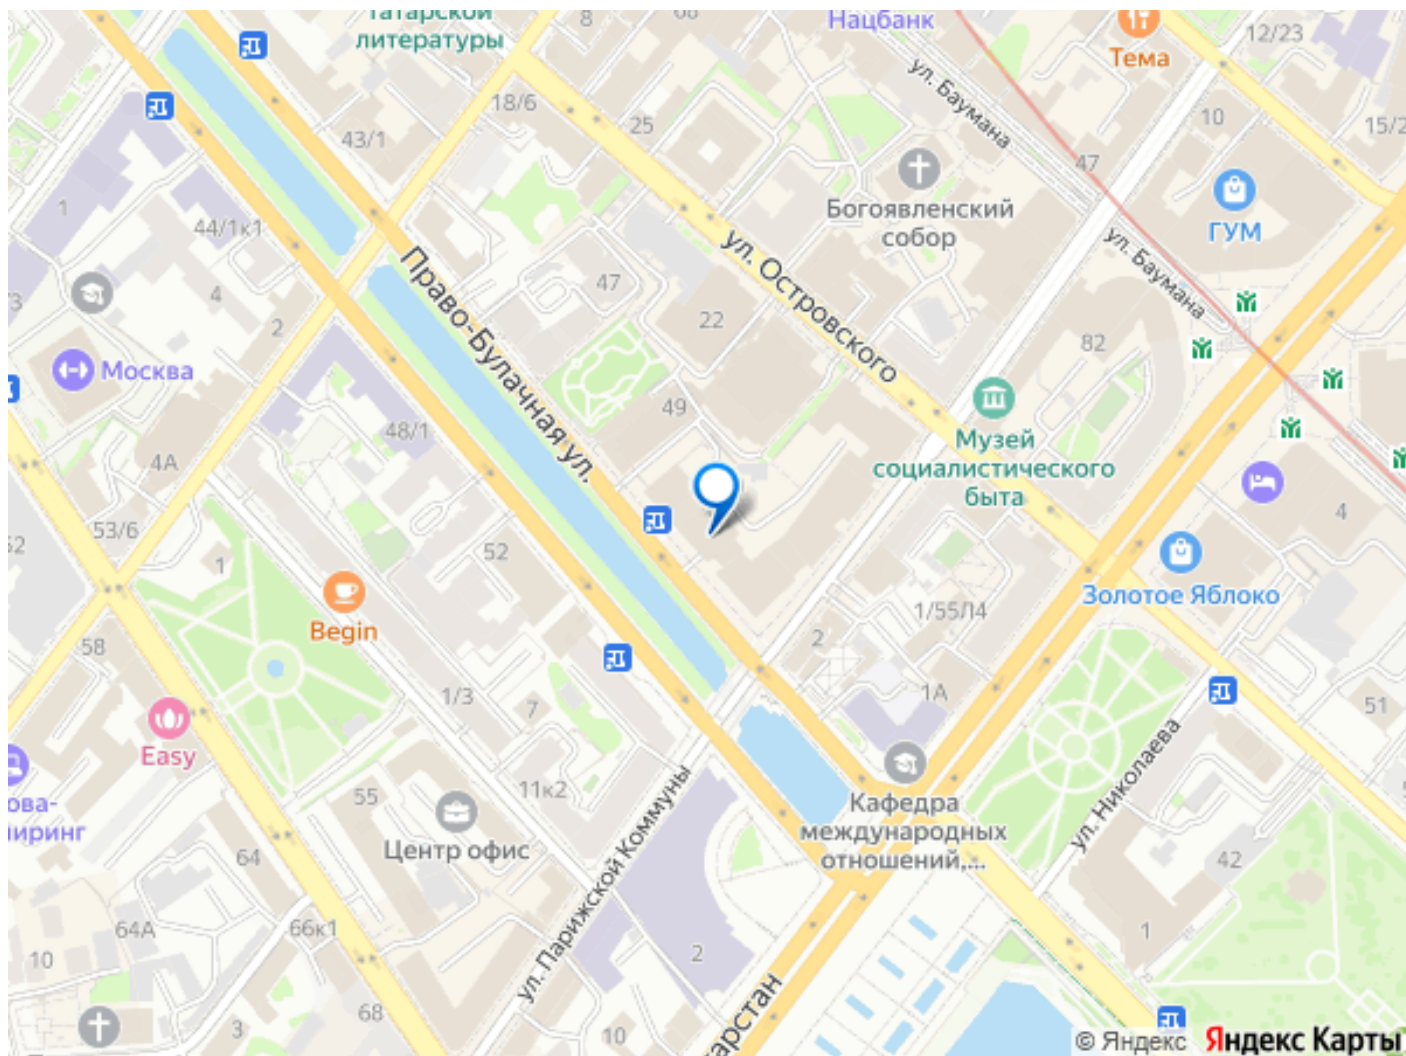 Татарской
литературы
8
68
Нацбанк
Тема
12/23
18/6
25
43/1
ул. Баумана
10
47
1
44/1к1
Богоявленский
собор
ГУМ
ул. Баумана
4
2
Право-Булачная ул.
47
22
ул. Островского
82
Москва
49
48/1
4А
Музей
социалистического
быта
4
53/6
1
52
Begin
Золотое Яблоко
1/55/14
2
58
1/3
7
1А
51
Easy
ул. Николаева
55
11к2
Центр офис
ул. Парижской Коммуны
Кафедра
международных
отношений,...
64
42
64А
66к1
2
1
10
68
3
10
© Яндекс Яндекс Карты